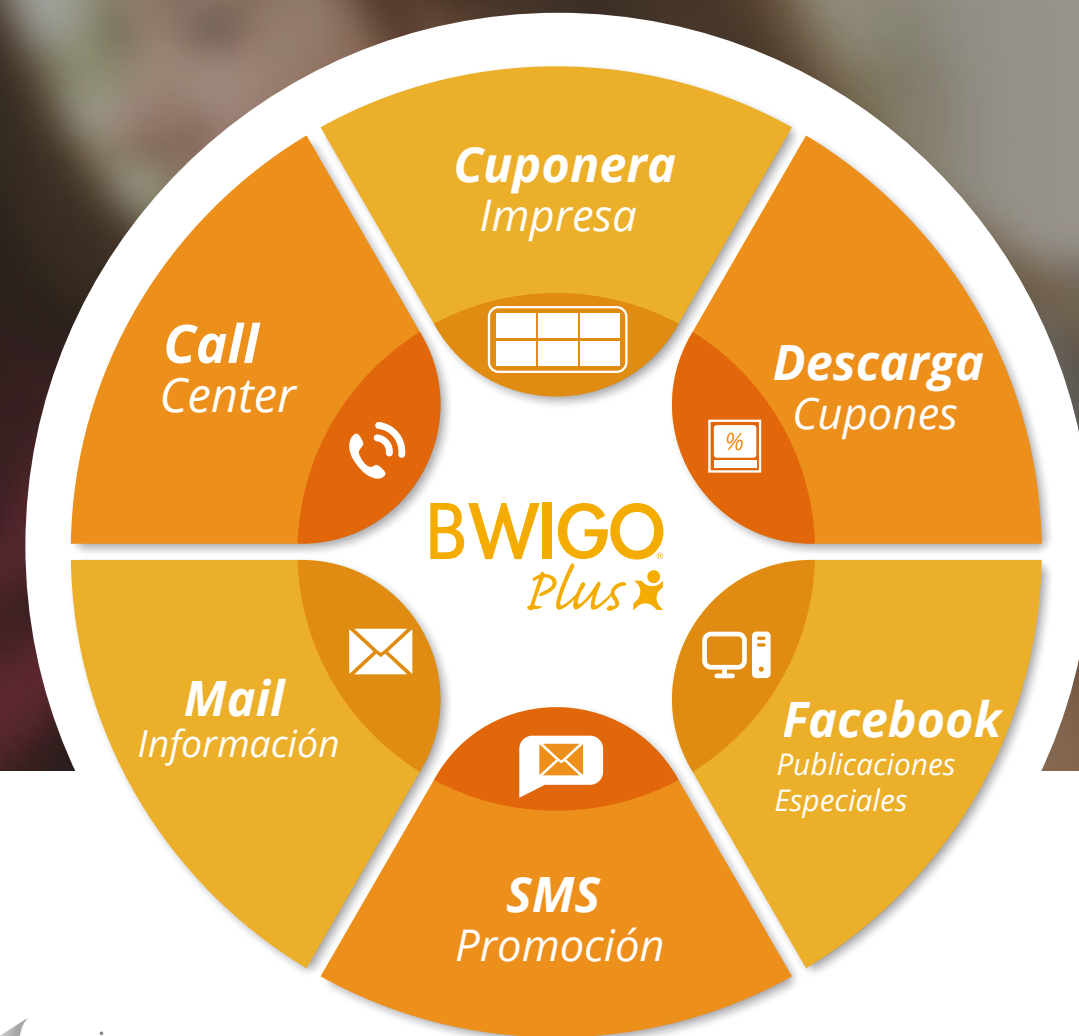 Cuponera
Impresa
Descarga
Cupones
%
Call
Center
BWIGO®
Plus
Mail
Información
Facebook
Publicaciones
Especiales
SMS
Promoción